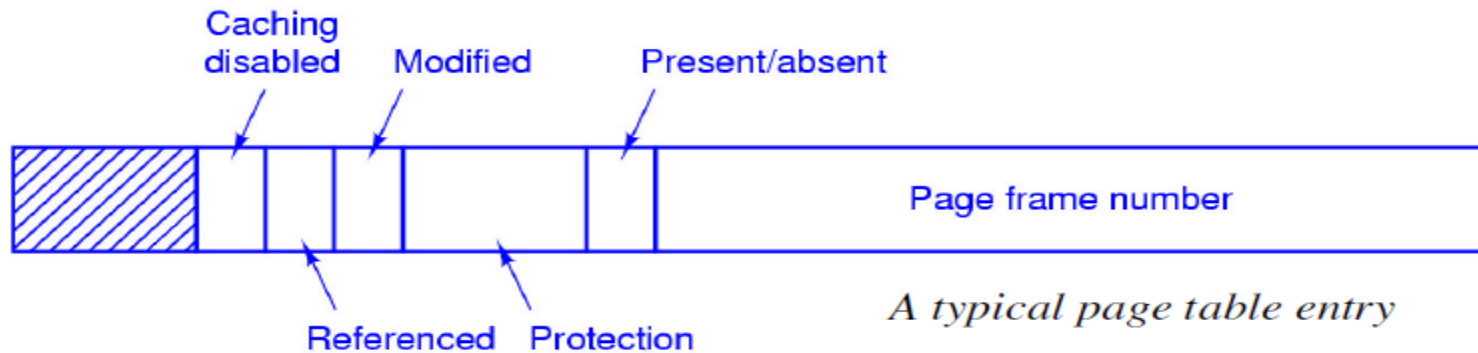 Caching
disabled
Modified
Present/absent
Page frame number
Referenced
Protection
A typical page table entry